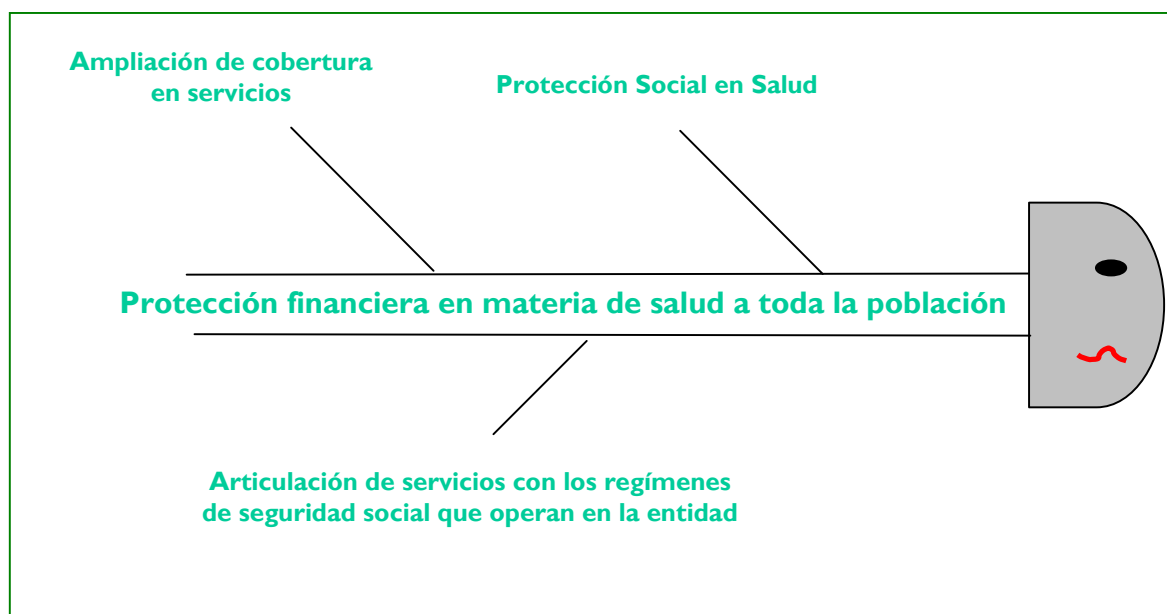 Ampliación de cobertura
en servicios
Protección Social en Salud
Protección financiera en materia de salud a toda la población
Articulación de servicios con los regímenes
de seguridad social que operan en la entidad